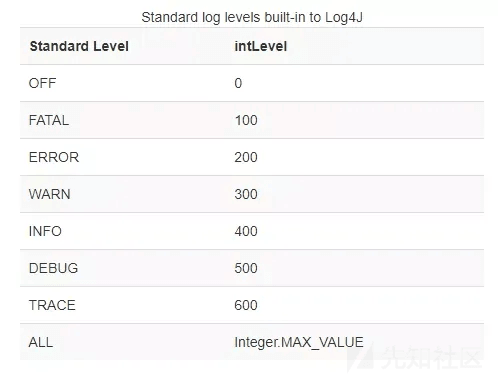 Standard log levels built-in to Log4J
Standard Level intLevel
OFF 0
FATAL 100
ERROR 200
WARN 300
INFO 400
DEBUG 500
TRACE 600
ALL Integer.MAX_VALUE
先知社区